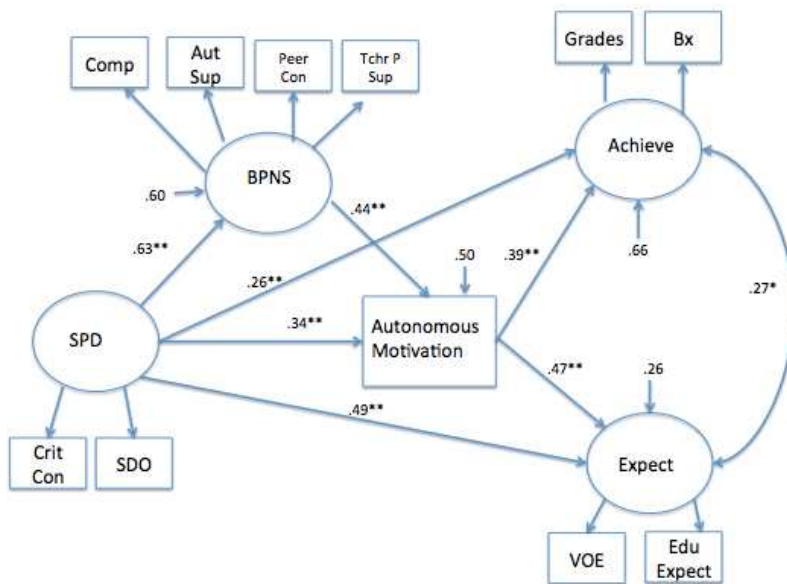 Grades
Bx
Comp
Aut
Sup
Peer
Con
Tchr P
Sup
Achieve
BPNS
.60
.44**
.63**
.50
.39**
.66
.26**
.27*
SPD
.34**
Autonomous
Motivation
.47**
.26
.49**
Crit
Con
SDO
Expect
VOE
Edu
Expect